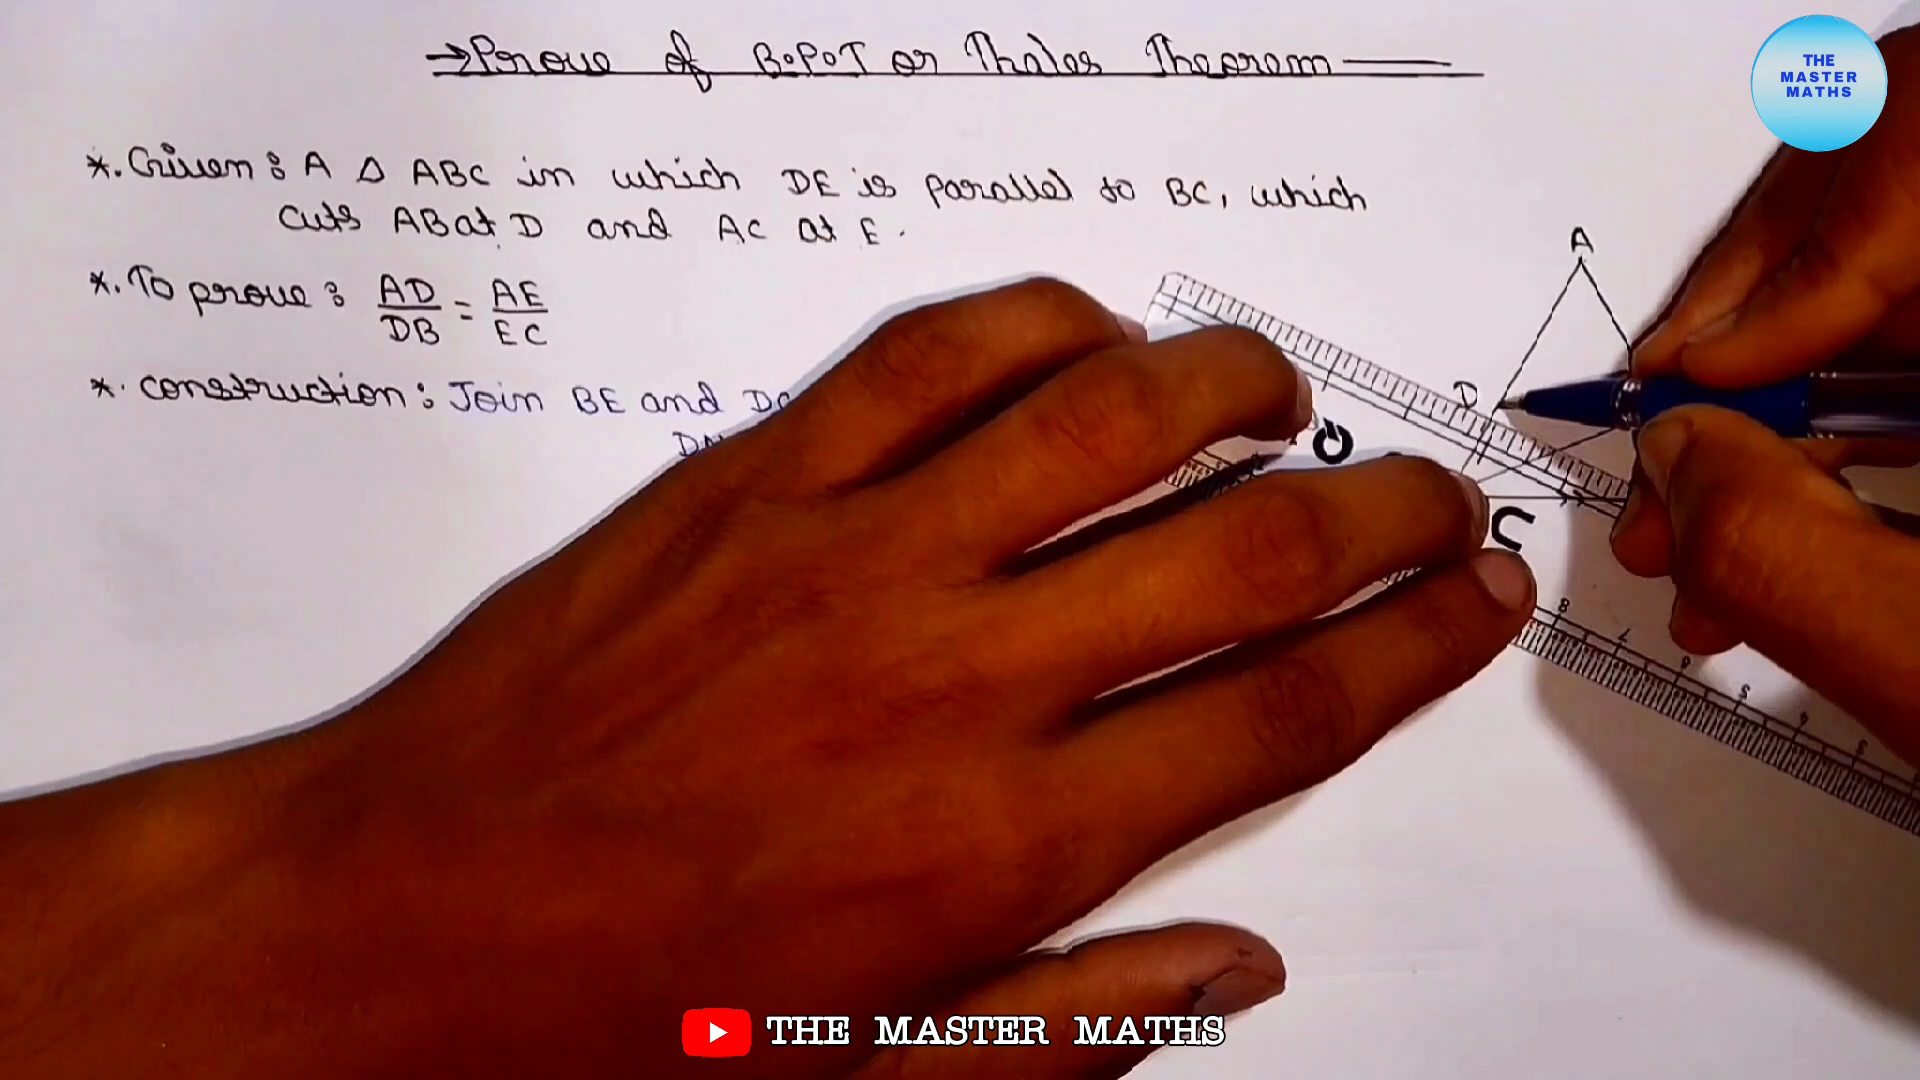 →Prove of B.P.T or Thales Theorem
THE
MASTER
MATHS
*. Given : A Δ ABC in which DE is parallel to BC, which
cuts AB at D and AC at E.
*. To prove : AD/DB = AE/EC
*. construction : Join BE and DC
A
D
8
7
6
5
4
3
THE MASTER MATHS